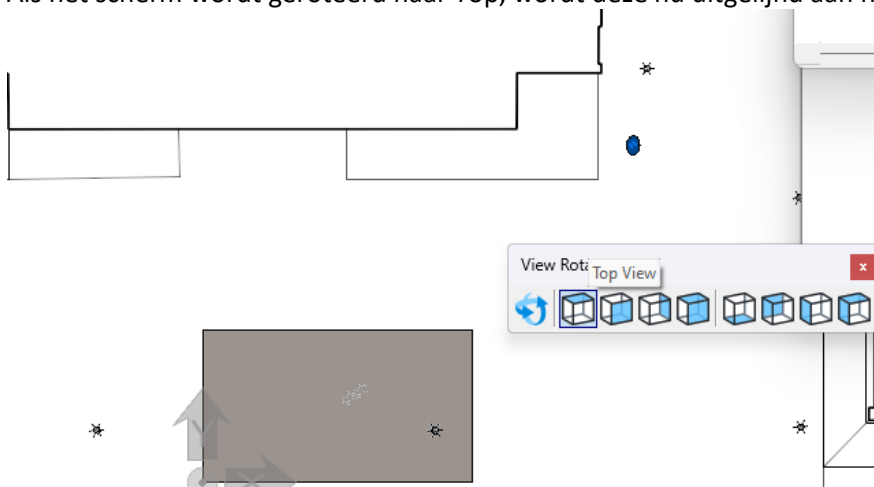 Als het scherm wordt geroteerd naar Top, wordt deze nu uitgelijnd aan
View Rota
Top View
x
Y
X